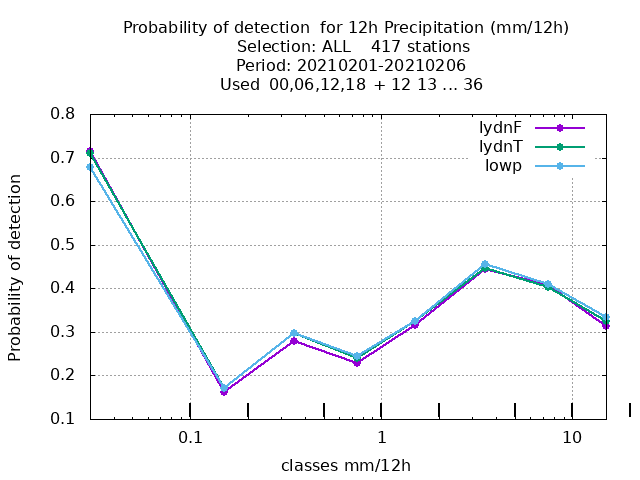 Probability of detection  for 12h Precipitation (mm/12h)
Selection: ALL    417 stations
Period: 20210201-20210206
Used  00,06,12,18  + 12 13 ... 36
lydnF
lydnT
lowp
0.8
0.7
0.6
0.5
0.4
0.3
0.2
0.1
Probability of detection
0.1
1
10
classes mm/12h